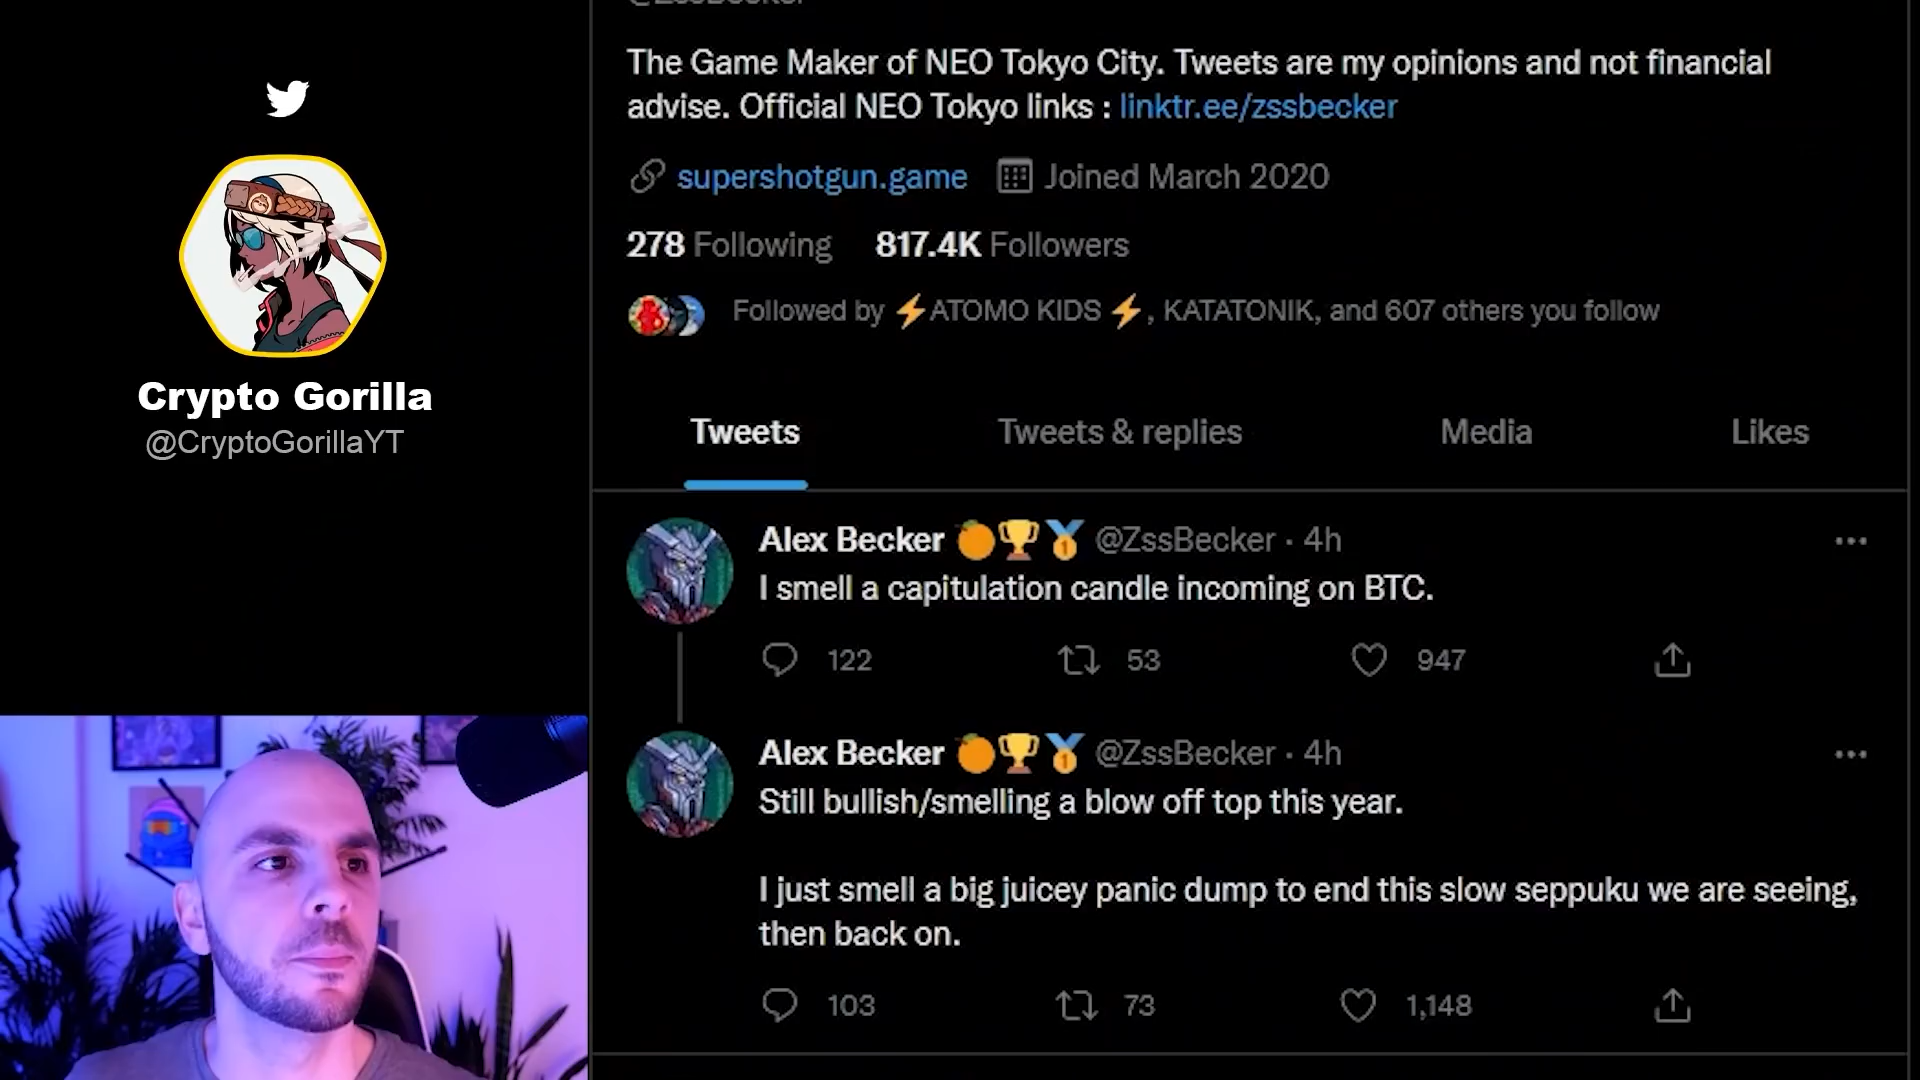 Crypto Gorilla
@CryptoGorillaYT
@ZssBecker
The Game Maker of NEO Tokyo City. Tweets are my opinions and not financial
advise. Official NEO Tokyo links : linktr.ee/zssbecker
supershotgun.game Joined March 2020
278 Following 817.4K Followers
Followed by ⚡ATOMO KIDS⚡, KATATONIK, and 607 others you follow
Tweets Tweets & replies Media Likes
Alex Becker 🍊🏆🥇 @ZssBecker · 4h
I smell a capitulation candle incoming on BTC.
122 53 947
Alex Becker 🍊🏆🥇 @ZssBecker · 4h
Still bullish/smelling a blow off top this year.
I just smell a big juicey panic dump to end this slow seppuku we are seeing,
then back on.
103 73 1,148